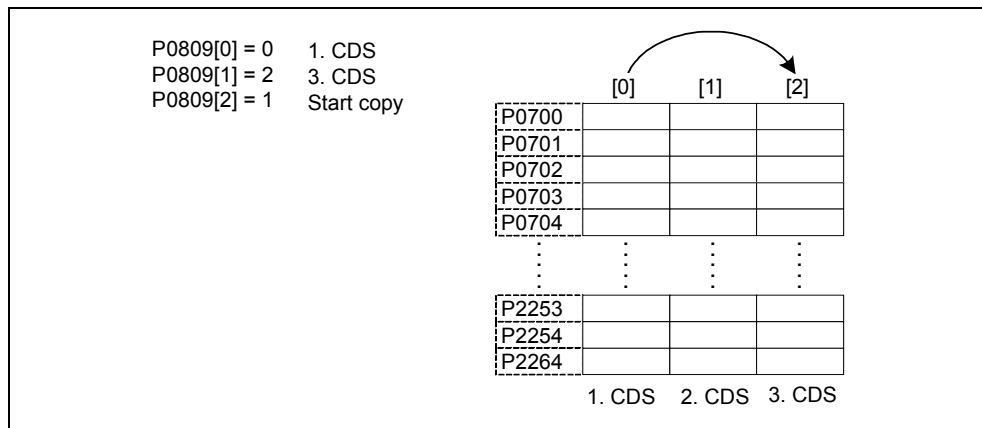 P0809[0] = 0 1. CDS
P0809[1] = 2 3. CDS
P0809[2] = 1 Start copy
[0] [1] [2]
P0700
P0701
P0702
P0703
P0704
P2253
P2254
P2264
1. CDS 2. CDS 3. CDS